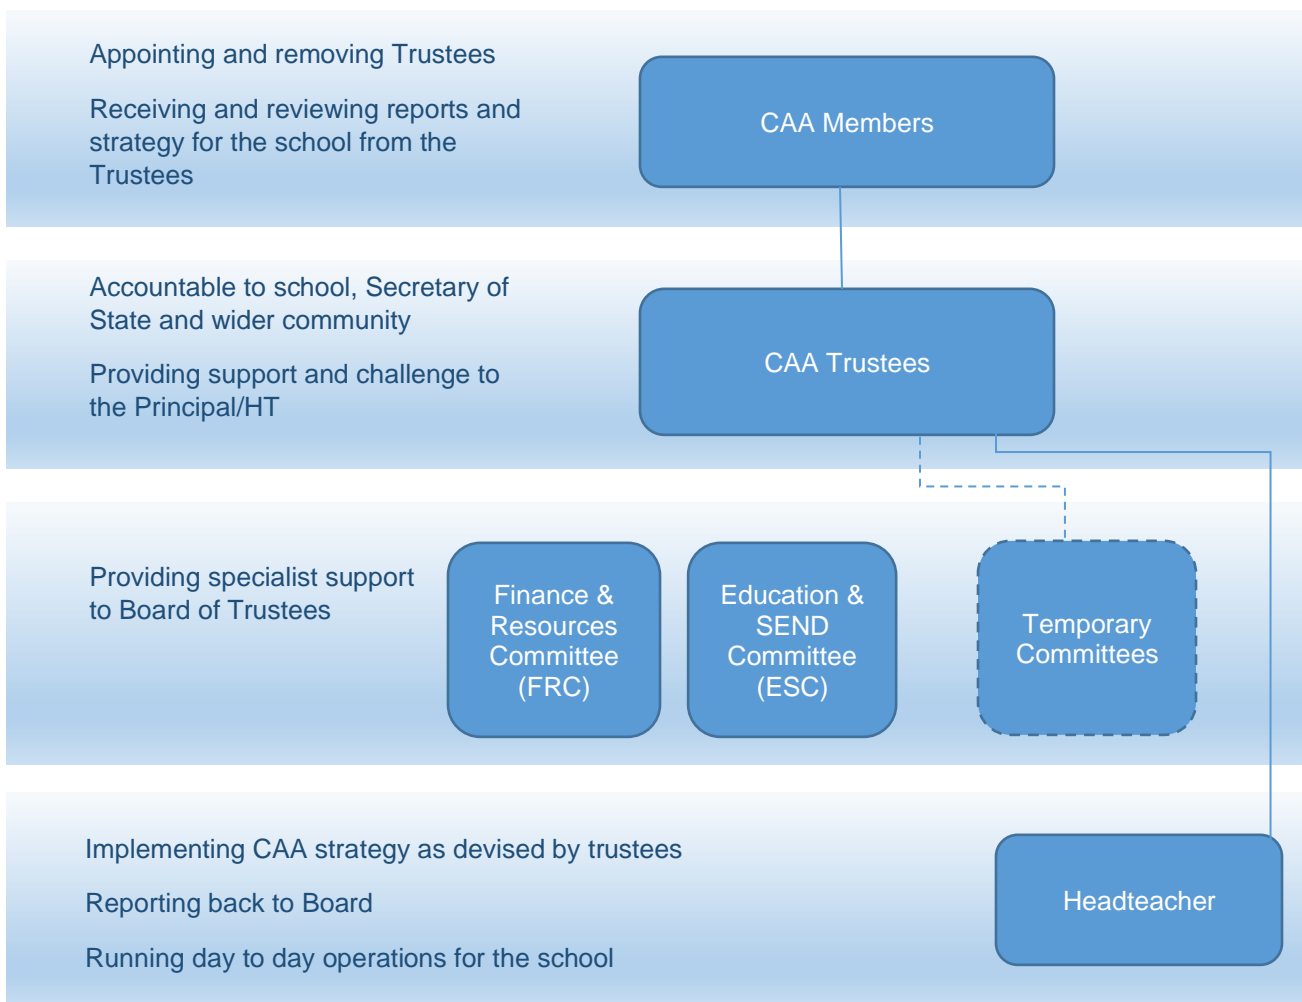 Appointing and removing Trustees
Receiving and reviewing reports and
strategy for the school from the
Trustees
CAA Members
Accountable to school, Secretary of
State and wider community
Providing support and challenge to
the Principal/HT
CAA Trustees
Providing specialist support
to Board of Trustees
Finance &
Resources
Committee
(FRC)
Education &
SEND
Committee
(ESC)
Temporary
Committees
Implementing CAA strategy as devised by trustees
Reporting back to Board
Running day to day operations for the school
Headteacher